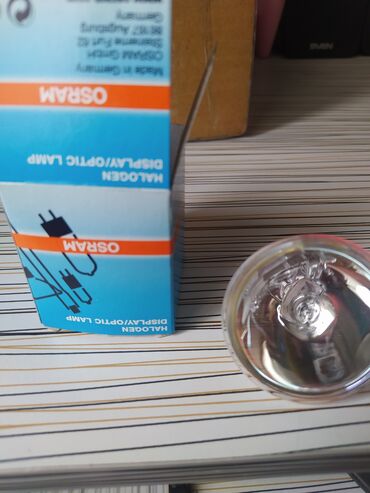 HALOGEN
DISPLAY/OPTIC LAMP
OSRAM
HALOGEN
DISPLAY/OPTIC LAMP
OSRAM
Made in Germany
OSRAM GmbH
Steinerne Furt 62
86167 Augsburg
Germany